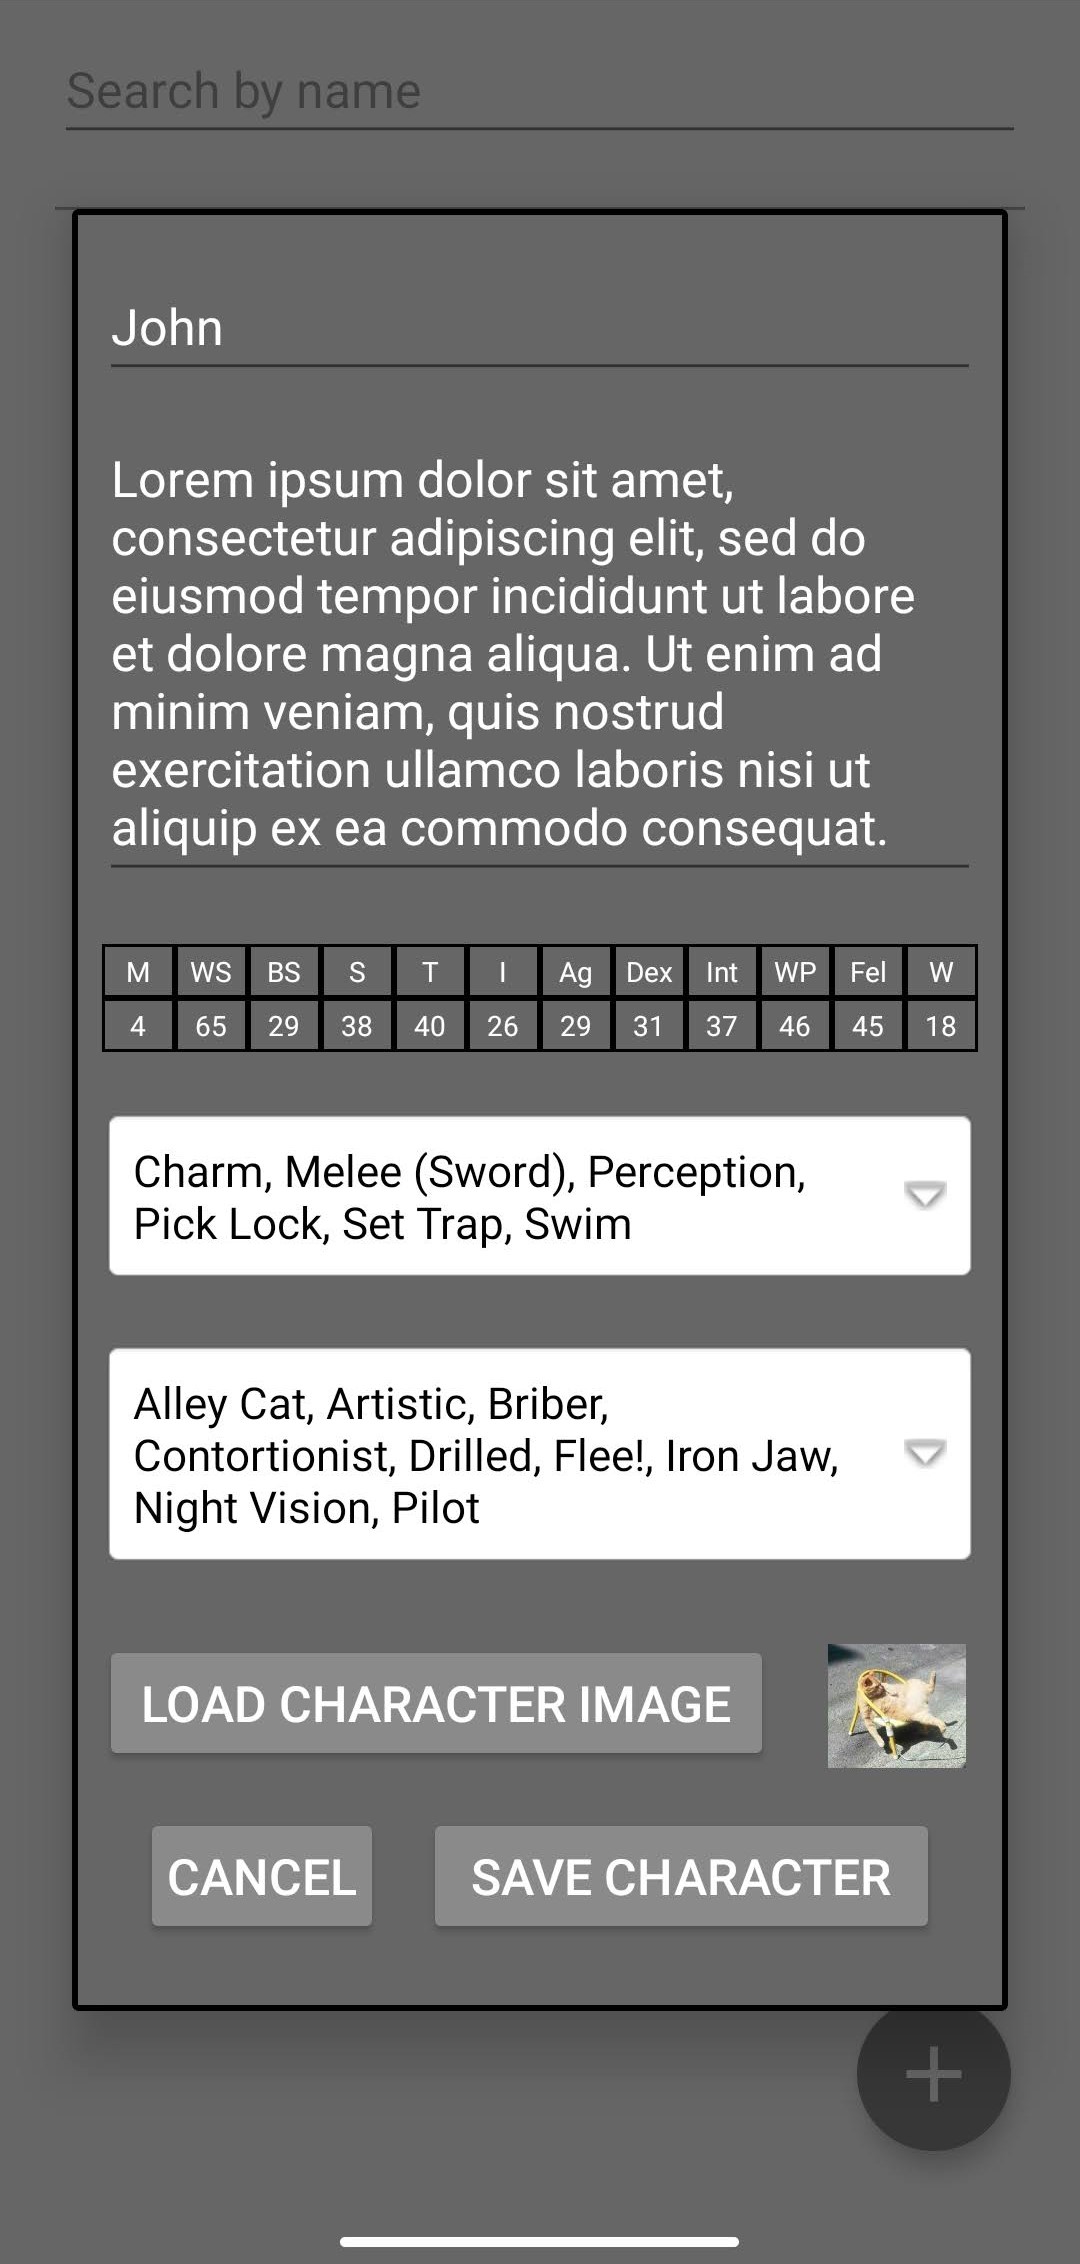 Search by name
John
Lorem ipsum dolor sit amet,
consectetur adipiscing elit, sed do
eiusmod tempor incididunt ut labore
et dolore magna aliqua. Ut enim ad
minim veniam, quis nostrud
exercitation ullamco laboris nisi ut
aliquip ex ea commodo consequat.
M WS BS S T I Ag Dex Int WP Fel W
4 65 29 38 40 26 29 31 37 46 45 18
Charm, Melee (Sword), Perception,
Pick Lock, Set Trap, Swim
Alley Cat, Artistic, Briber,
Contortionist, Drilled, Flee!, Iron Jaw,
Night Vision, Pilot
LOAD CHARACTER IMAGE
CANCEL SAVE CHARACTER
+